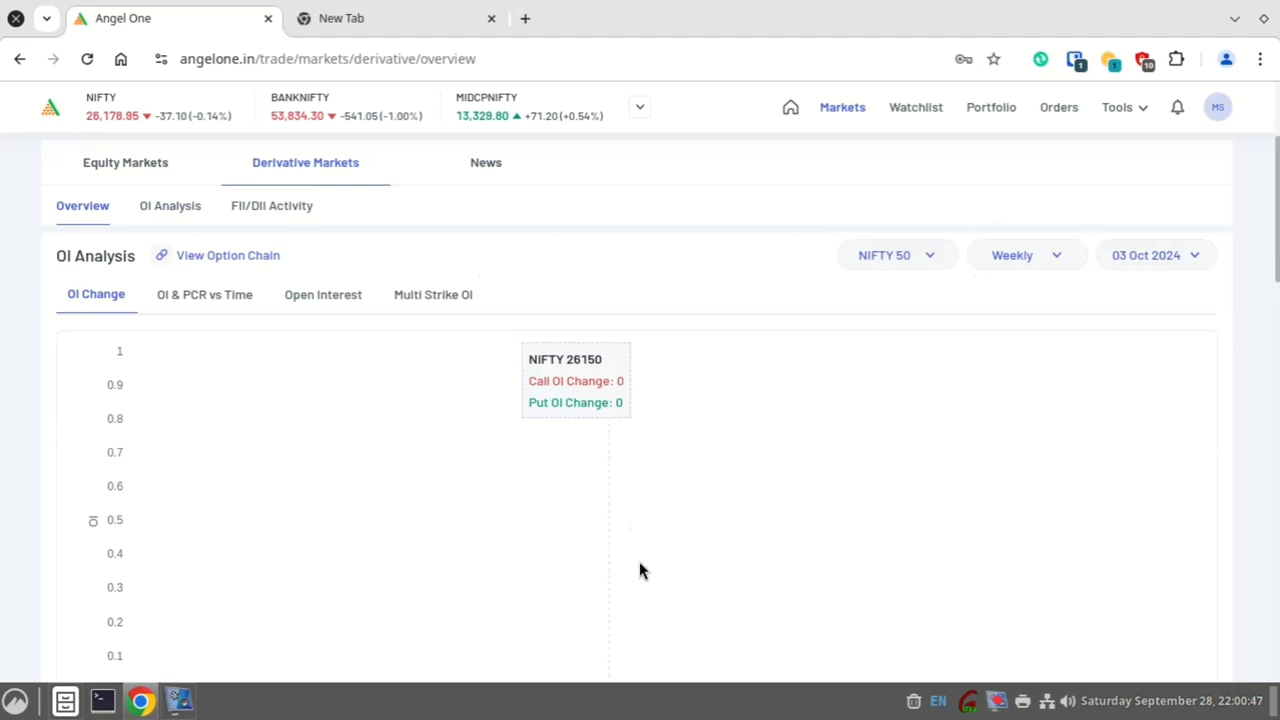 Angel One
New Tab
angelone.in/trade/markets/derivative/overview
1
1
10
NIFTY
26,178.95 ▼ -37.10 (-0.14%)
BANKNIFTY
53,834.30 ▼ -541.05 (-1.00%)
MIDCPNIFTY
13,329.80 ▲ +71.20 (+0.54%)
Markets
Watchlist
Portfolio
Orders
Tools
MS
Equity Markets
Derivative Markets
News
Overview
OI Analysis
FII/DII Activity
OI Analysis
View Option Chain
NIFTY 50
Weekly
03 Oct 2024
OI Change
OI & PCR vs Time
Open Interest
Multi Strike OI
NIFTY 26150
Call OI Change: 0
Put OI Change: 0
1
0.9
0.8
0.7
0.6
0.5
0.4
0.3
0.2
0.1
OI
EN
Saturday September 28, 22:00:47